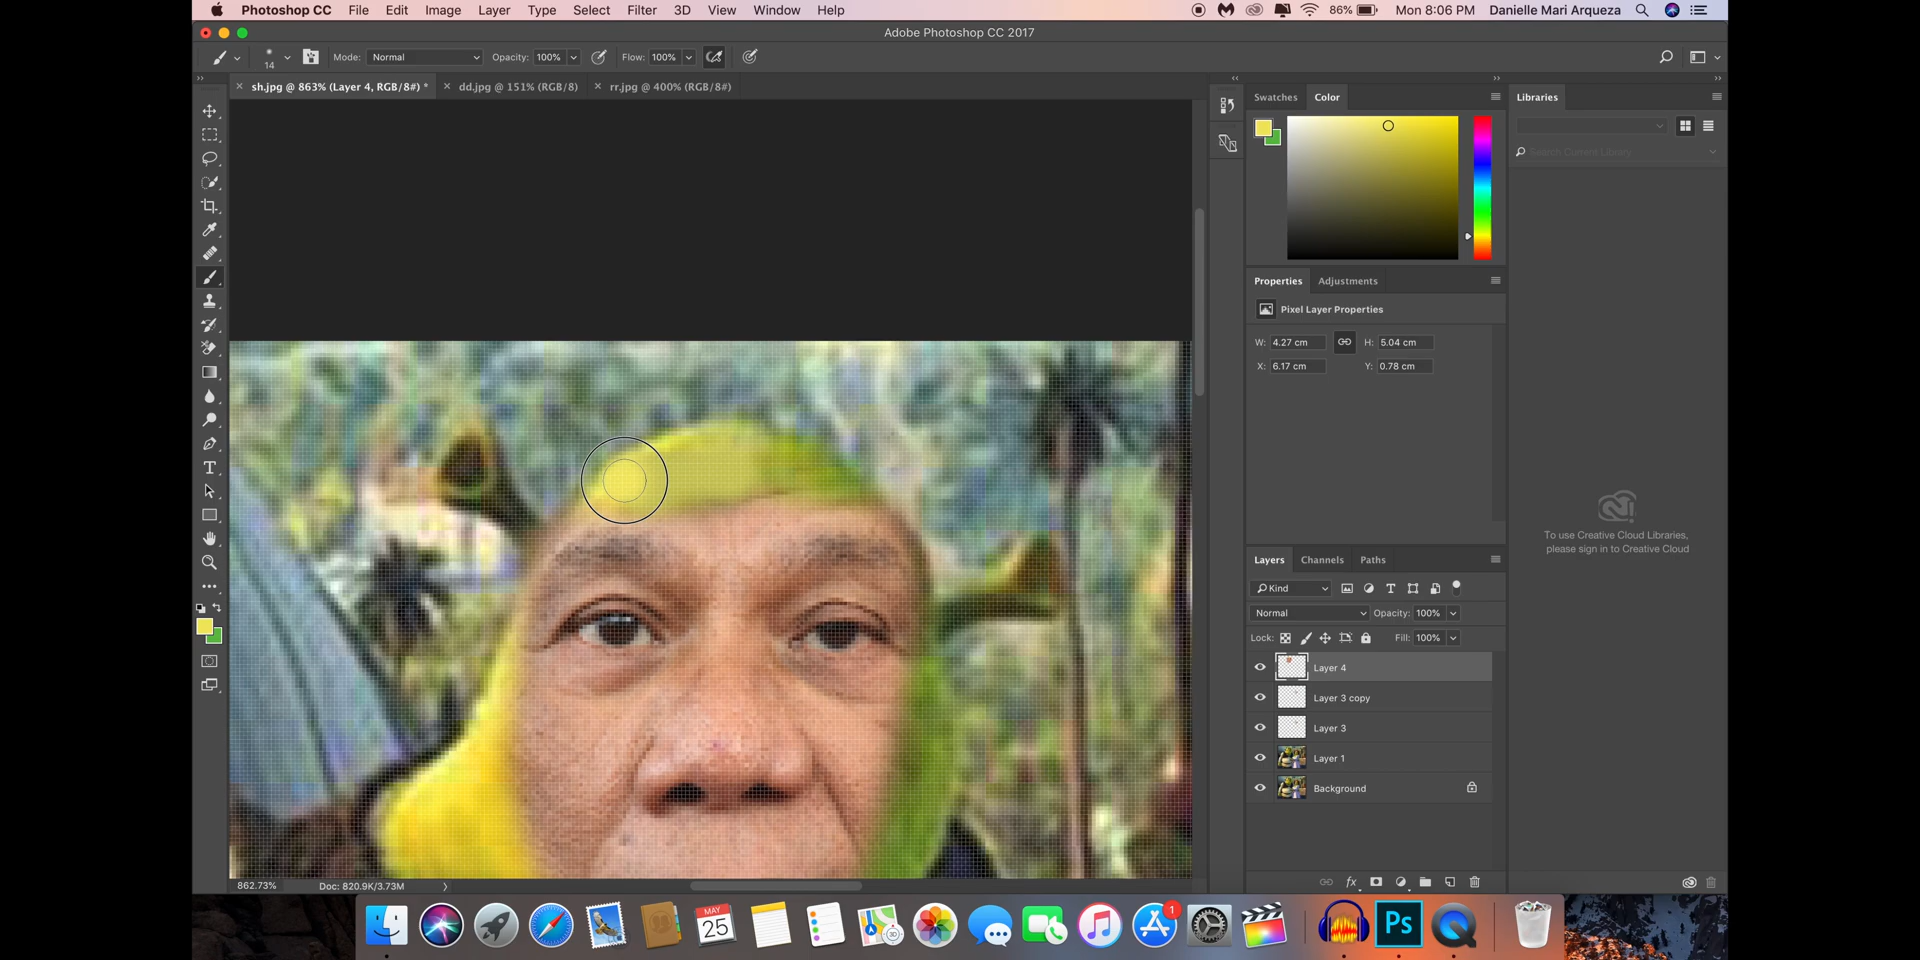 Photoshop CC File Edit Image Layer Type Select Filter 3D View Window Help 86% Mon 8:06 PM Danielle Mari Arqueza
Adobe Photoshop CC 2017
14 Mode: Normal Opacity: 100% Flow: 100%
sh.jpg @ 863% (Layer 4, RGB/8#) * dd.jpg @ 151% (RGB/8) rr.jpg @ 400% (RGB/8#)
Swatches Color
Libraries
Search Current Library
Properties Adjustments
Pixel Layer Properties
W: 4.27 cm H: 5.04 cm
X: 6.17 cm Y: 0.78 cm
To use Creative Cloud Libraries,
please sign in to Creative Cloud
Layers Channels Paths
Kind
Normal Opacity: 100%
Lock: Fill: 100%
Layer 4
Layer 3 copy
Layer 3
Layer 1
Background
862.73% Doc: 820.9K/3.73M
MAY
25
1
Ps